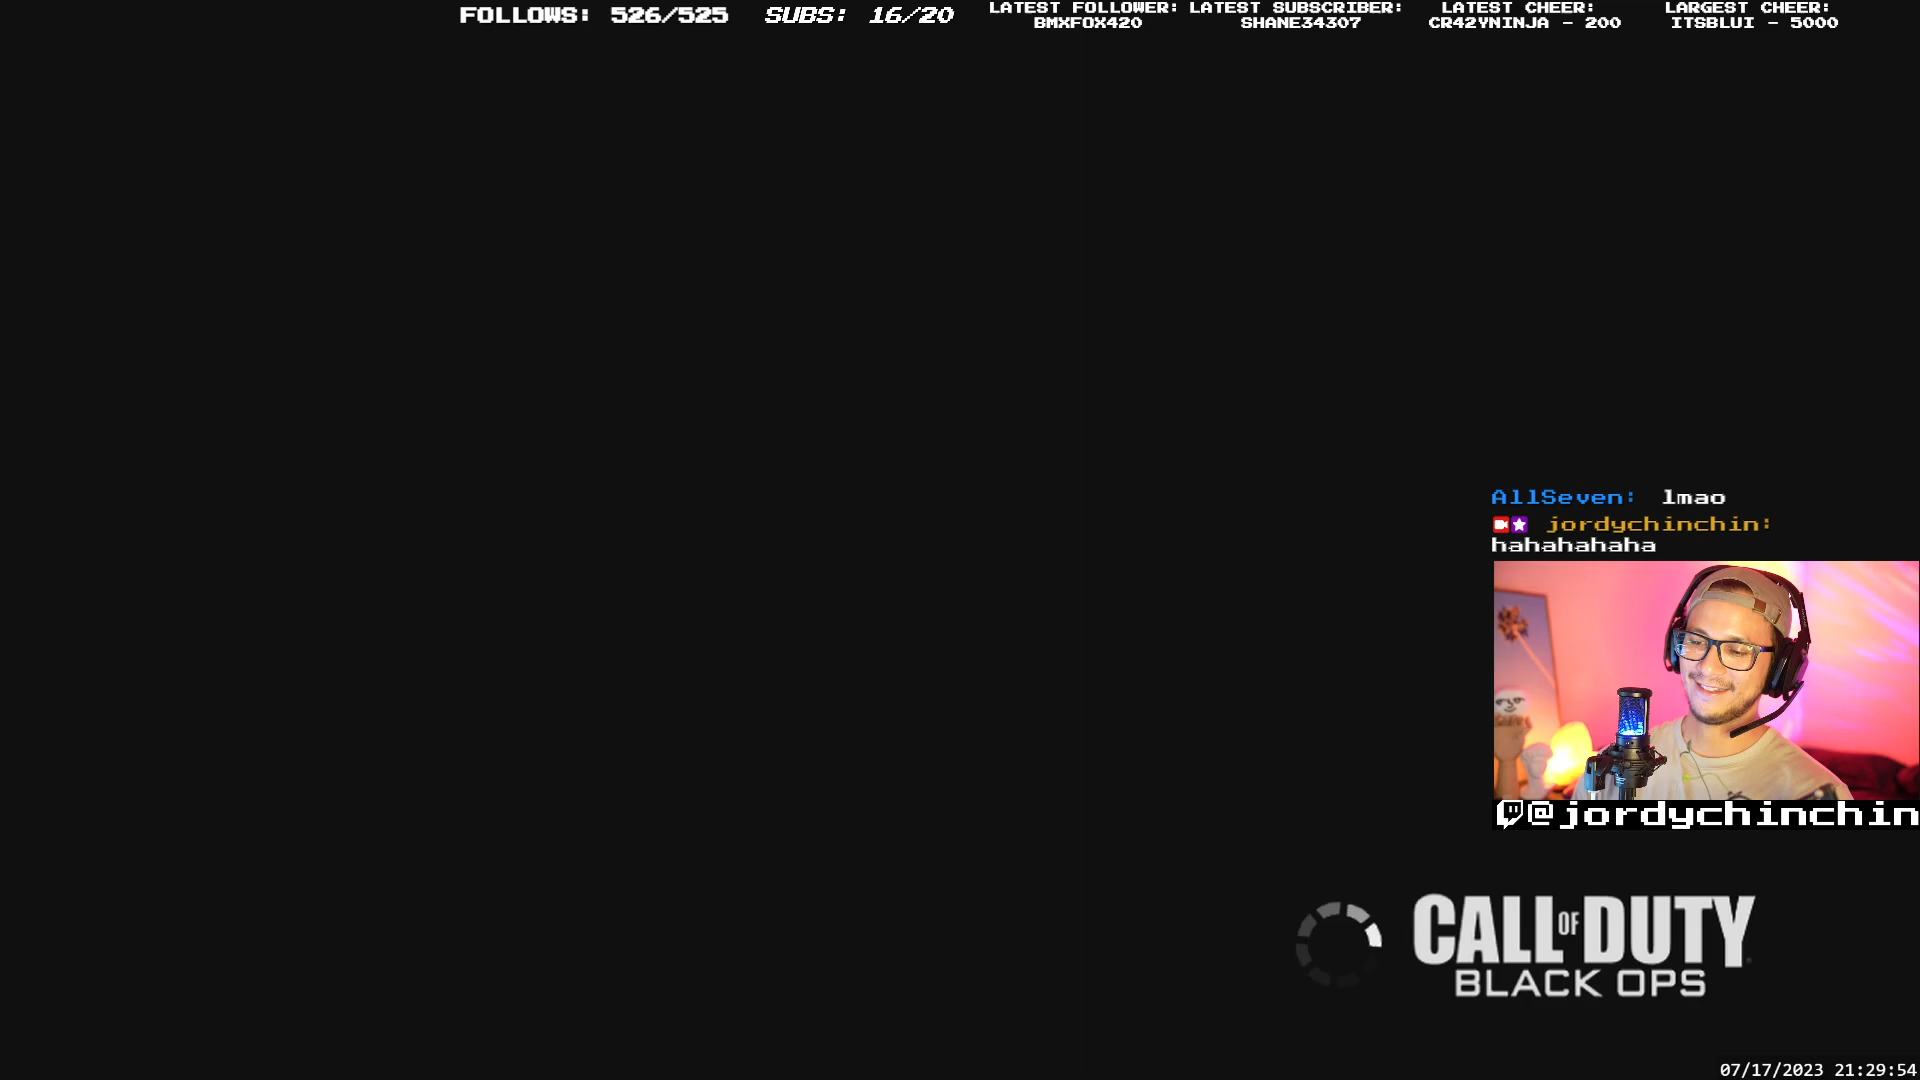 FOLLOWS: 526/525
SUBS: 16/20
LATEST FOLLOWER:
BMXFOX420
LATEST SUBSCRIBER:
SHANE34307
LATEST CHEER:
CR42YNINJA - 200
LARGEST CHEER:
ITSBLUI - 5000
AllSeven: lmao
jordychinchin:
hahahahaha
@jordychinchin
CALL OF DUTY
BLACK OPS
07/17/2023 21:29:54